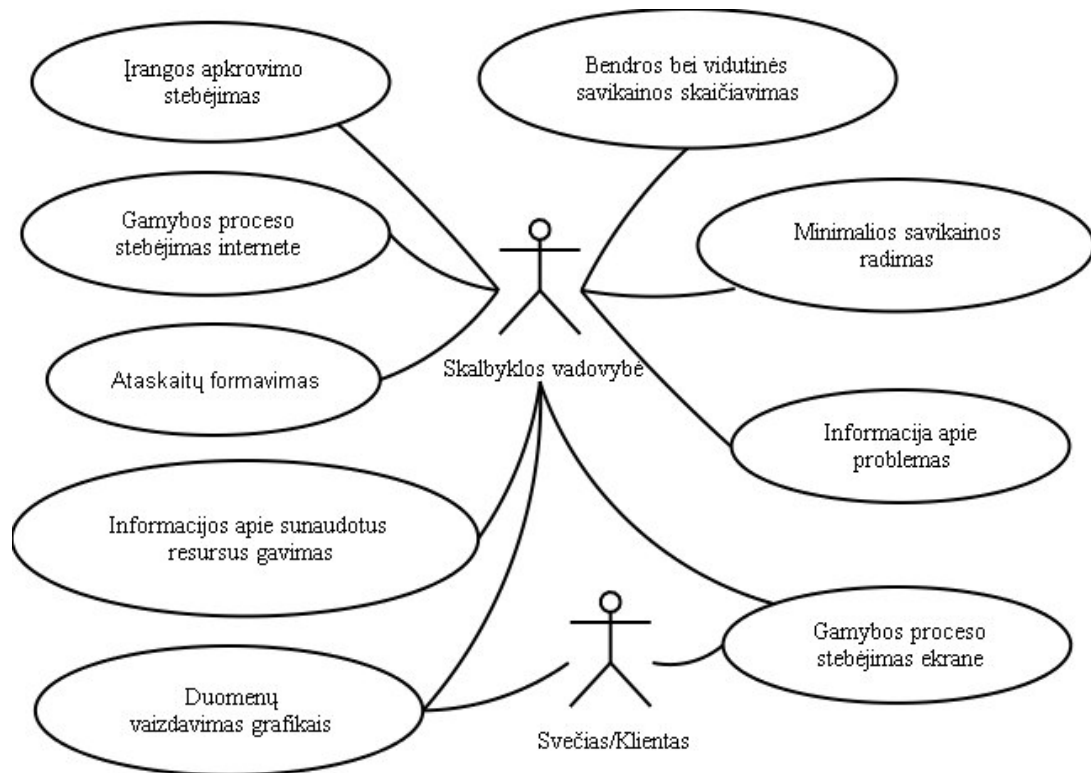 Įrangos apkrovimo
stebėjimas
Bendros bei vidutinės
savikainos skaičiavimas
Gamybos proceso
stebėjimas internete
Minimalios savikainos
radimas
Skalbyklos vadovybė
Ataskaitų formavimas
Informacija apie
problemas
Informacijos apie sunaudotus
resursus gavimas
Gamybos proceso
stebėjimas ekrane
Duomenų
vaizdavimas grafikais
Svečias/Klientas